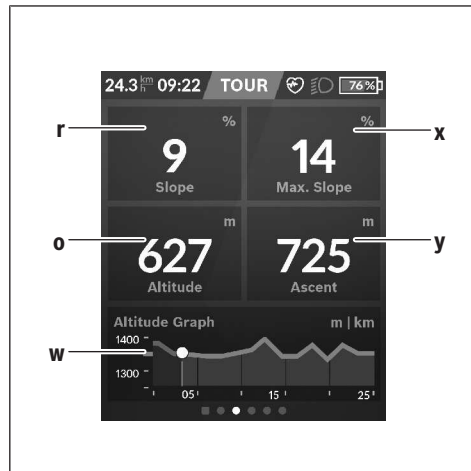 24.3 km/h 09:22 TOUR 76%
r % % x
9 14
Slope Max. Slope
o m m y
627 725
Altitude Ascent
Altitude Graph m | km
w 1400
1300
05 15 25